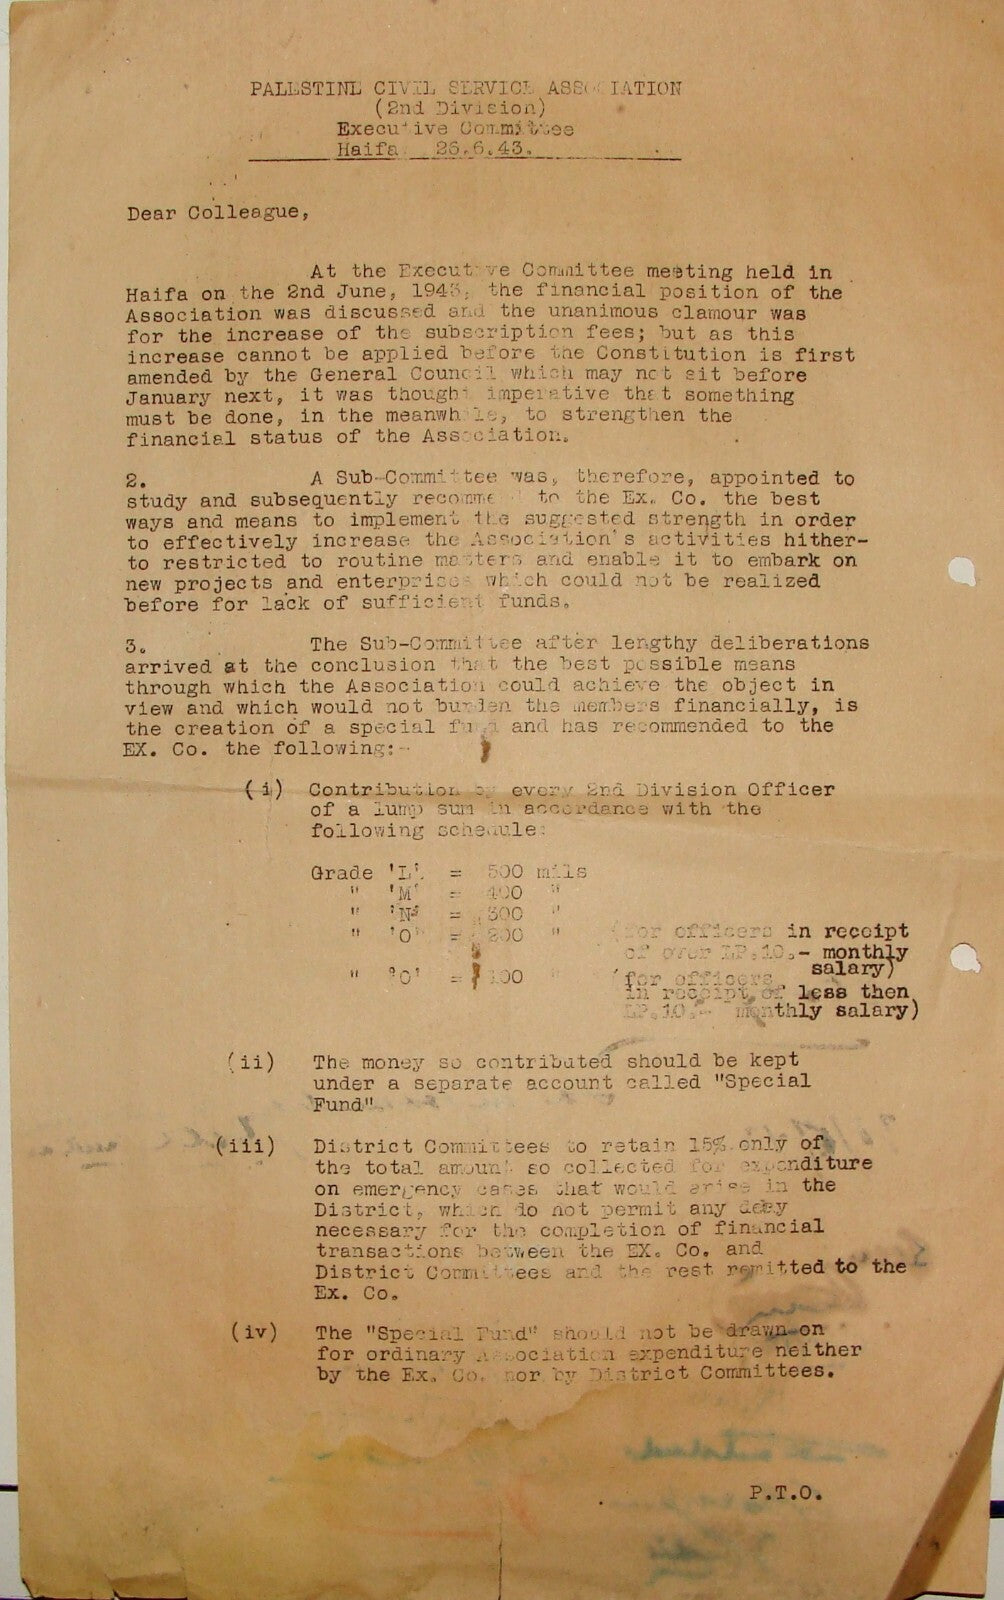 PALESTINE CIVIL SERVICE ASSOCIATION
(2nd Division)
Executive Committee
Haifa 26.6.43.
Dear Colleague,
At the Executive Committee meeting held in
Haifa on the 2nd June, 1943, the financial position of the
Association was discussed and the unanimous clamour was
for the increase of the subscription fees; but as this
increase cannot be applied before the Constitution is first
amended by the General Council which may not sit before
January next, it was thought imperative that something
must be done, in the meanwhile, to strengthen the
financial status of the Association.
2. A Sub-Committee was, therefore, appointed to
study and subsequently recommend to the Ex. Co. the best
ways and means to implement the suggested strength in order
to effectively increase the Association's activities hither-
to restricted to routine matters and enable it to embark on
new projects and enterprises which could not be realized
before for lack of sufficient funds.
3. The Sub-Committee after lengthy deliberations
arrived at the conclusion that the best possible means
through which the Association could achieve the object in
view and which would not burden the members financially, is
the creation of a special fund and has recommended to the
EX. Co. the following:-
(i) Contribution by every 2nd Division Officer
of a lump sum in accordance with the
following schedule:
Grade 'L' = 500 mils
" 'M' = 400 "
" 'N' = 300 "
" 'O' = 200 " (for officers in receipt
of over LP.10.- monthly
salary)
" 'O' = 100 " (for officers
in receipt of less then
LP.10.- monthly salary)
(ii) The money so contributed should be kept
under a separate account called "Special
Fund".
(iii) District Committees to retain 15% only of
the total amount so collected for expenditure
on emergency cases that would arise in the
District, which do not permit any
necessary for the completion of financial
transactions between the EX. Co. and
District Committees and the rest remitted to the
Ex. Co.
(iv) The "Special Fund" should not be drawn on
for ordinary Association expenditure neither
by the Ex. Co. nor by District Committees.
P.T.O.